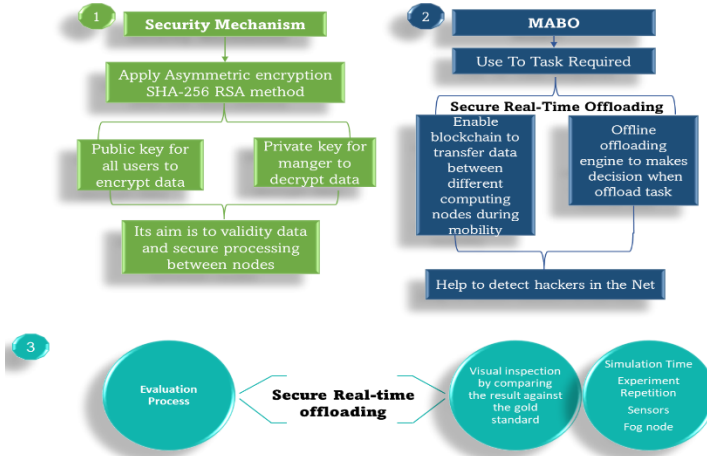 1
Security Mechanism
Apply Asymmetric encryption
SHA-256 RSA method
Public key for
all users to
encrypt data
Private key for
manger to
decrypt data
Its aim is to validity data
and secure processing
between nodes
2
MABO
Use To Task Required
Secure Real-Time Offloading
Enable
blockchain to
transfer data
between
different
computing
nodes during
mobility
Offline
offloading
engine to makes
decision when
offload task
Help to detect hackers in the Net
3
Evaluation
Process
Secure Real-time
offloading
Visual inspection
by comparing
the result against
the gold
standard
Simulation Time
Experiment
Repetition
Sensors
Fog node